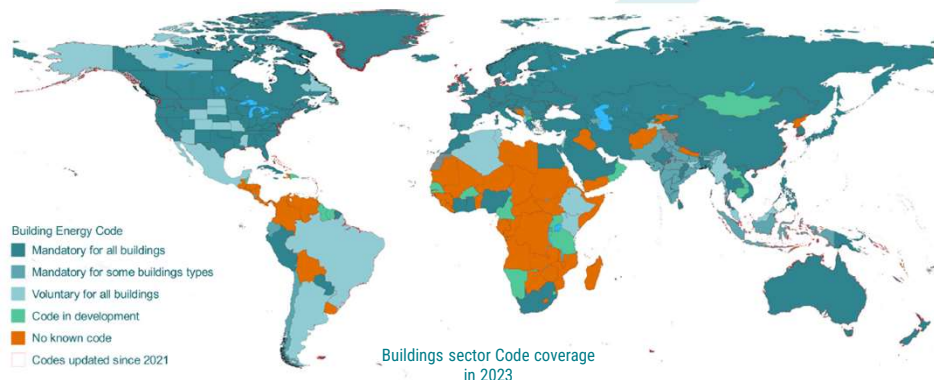 Building Energy Code
Mandatory for all buildings
Mandatory for some buildings types
Voluntary for all buildings
Code in development
No known code
Codes updated since 2021
Buildings sector Code coverage
in 2023